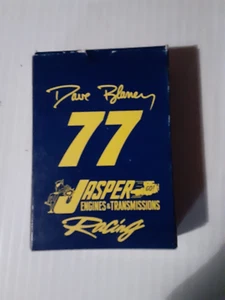 Dave Blaney
77
JASPER
ENGINES & TRANSMISSIONS
Racing